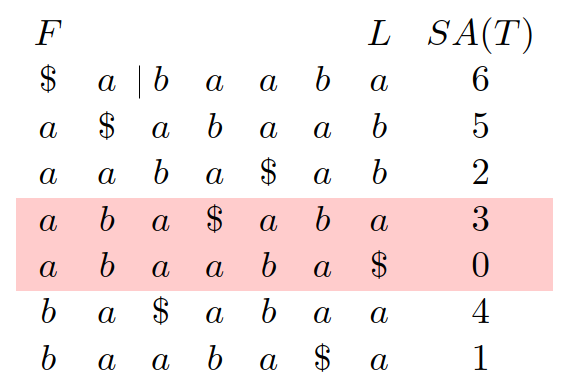 F L SA(T)
$ a | b a a b a 6
a $ a b a a b 5
a a b a $ a b 2
a b a $ a b a 3
a b a a b a $ 0
b a $ a b a a 4
b a a b a $ a 1